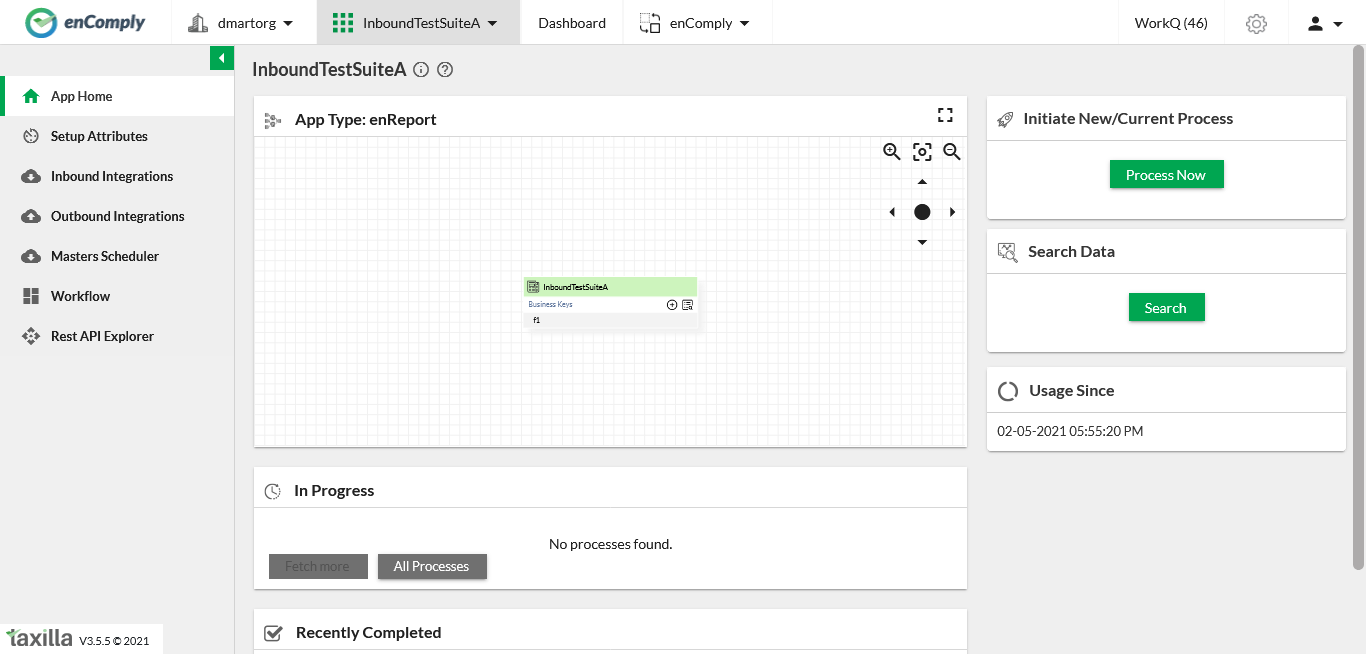 enComply
dmartorg
InboundTestSuiteA
Dashboard
enComply
WorkQ (46)
App Home
Setup Attributes
Inbound Integrations
Outbound Integrations
Masters Scheduler
Workflow
Rest API Explorer
taxilla V3.5.5 © 2021
InboundTestSuiteA
App Type: enReport
InboundTestSuiteA
Business Keys
f1
In Progress
No processes found.
Fetch more
All Processes
Recently Completed
Initiate New/Current Process
Process Now
Search Data
Search
Usage Since
02-05-2021 05:55:20 PM